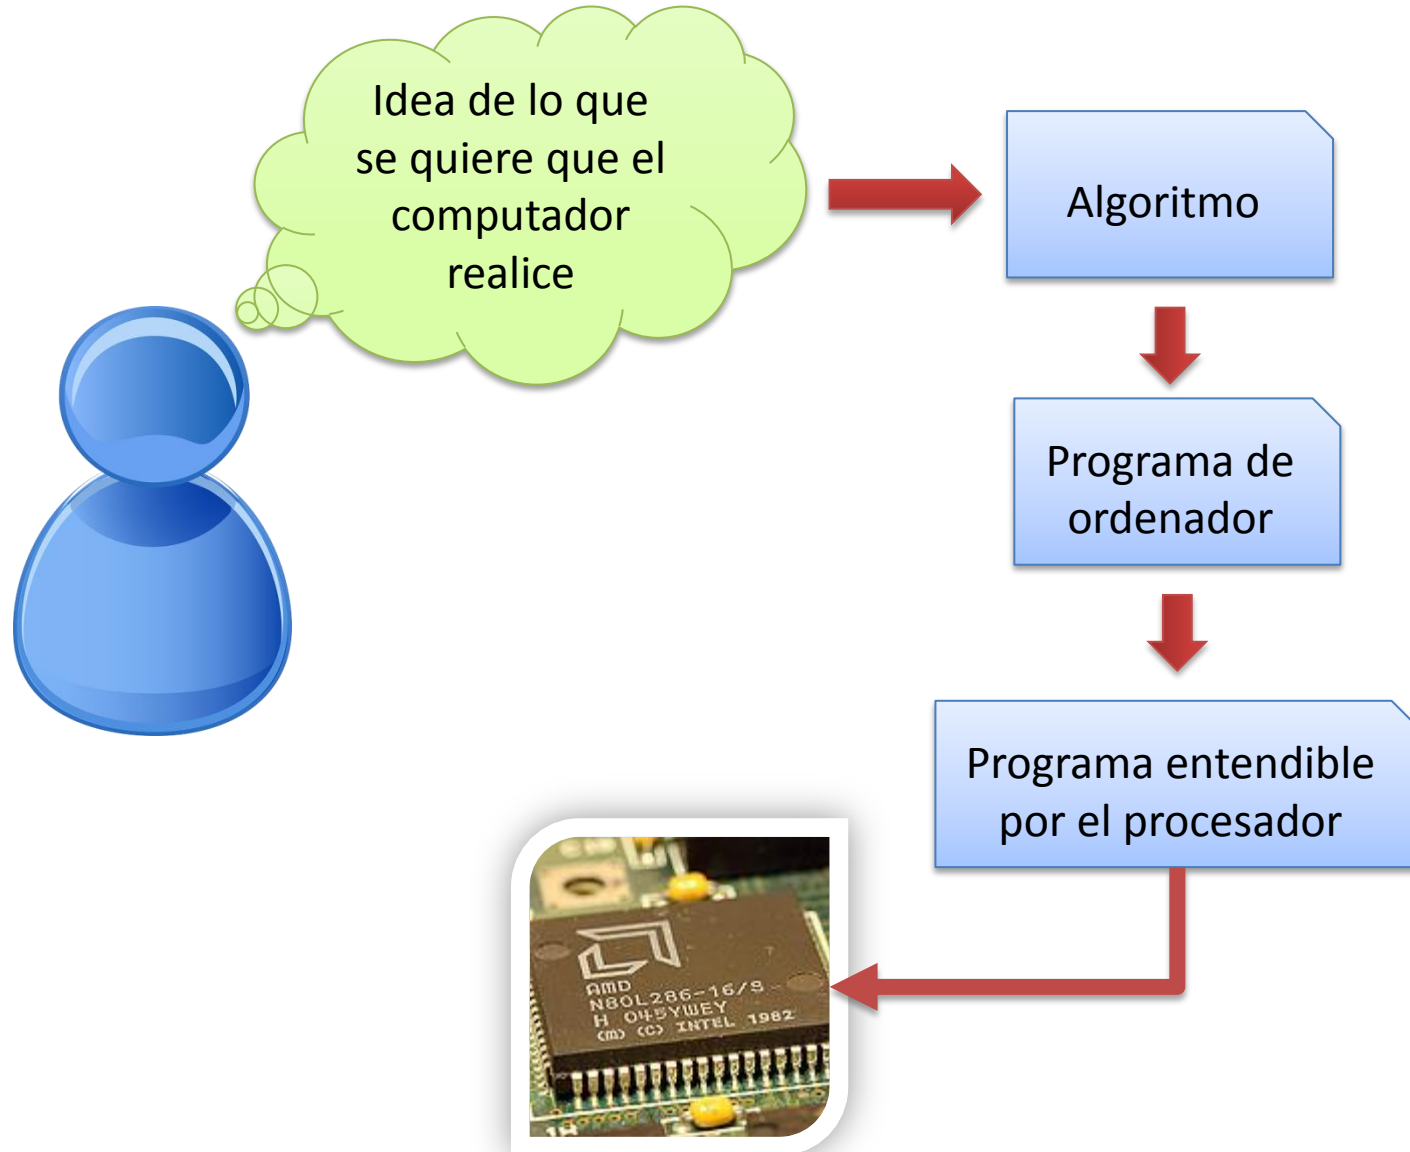 Idea de lo que
se quiere que el
computador
realice
Algoritmo
Programa de
ordenador
Programa entendible
por el procesador
AMD
N80L286-16/S
H 045YWEY
(M) (C) INTEL 1982